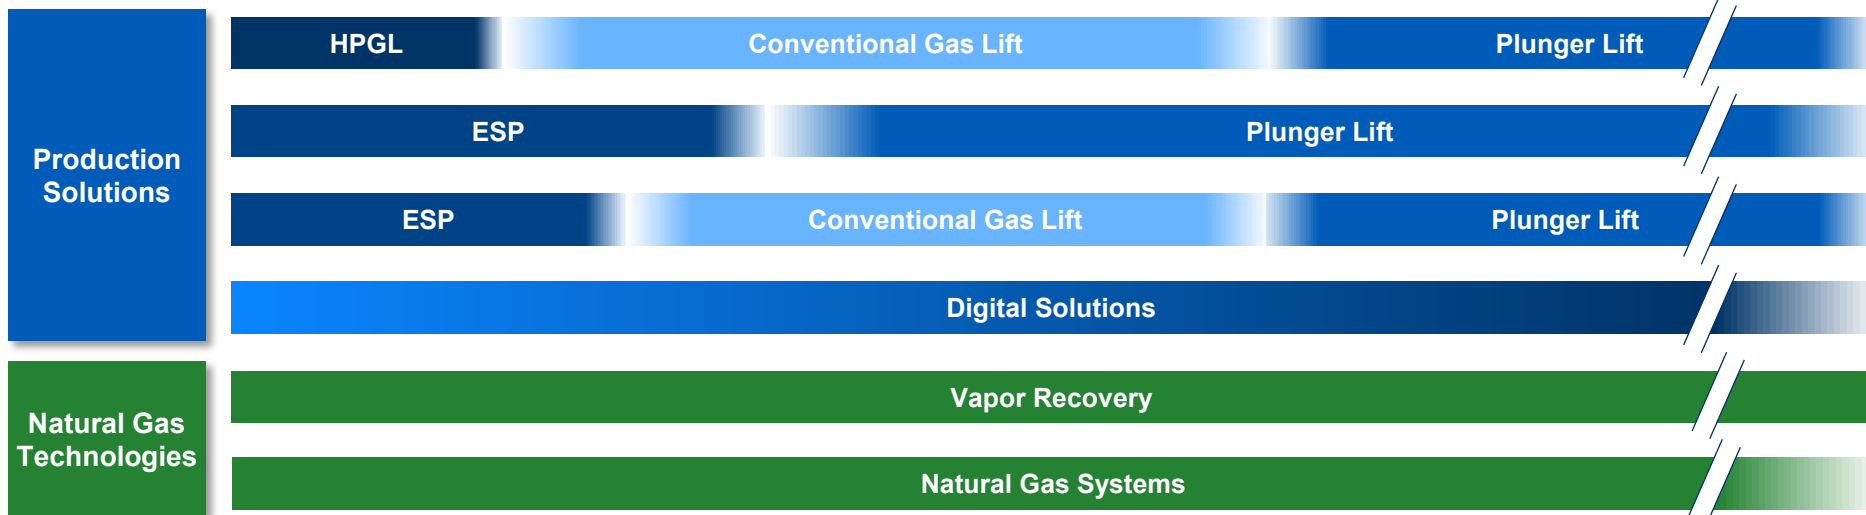 Production
Solutions
HPGL Conventional Gas Lift Plunger Lift
ESP Plunger Lift
ESP Conventional Gas Lift Plunger Lift
Digital Solutions
Natural Gas
Technologies
Vapor Recovery
Natural Gas Systems